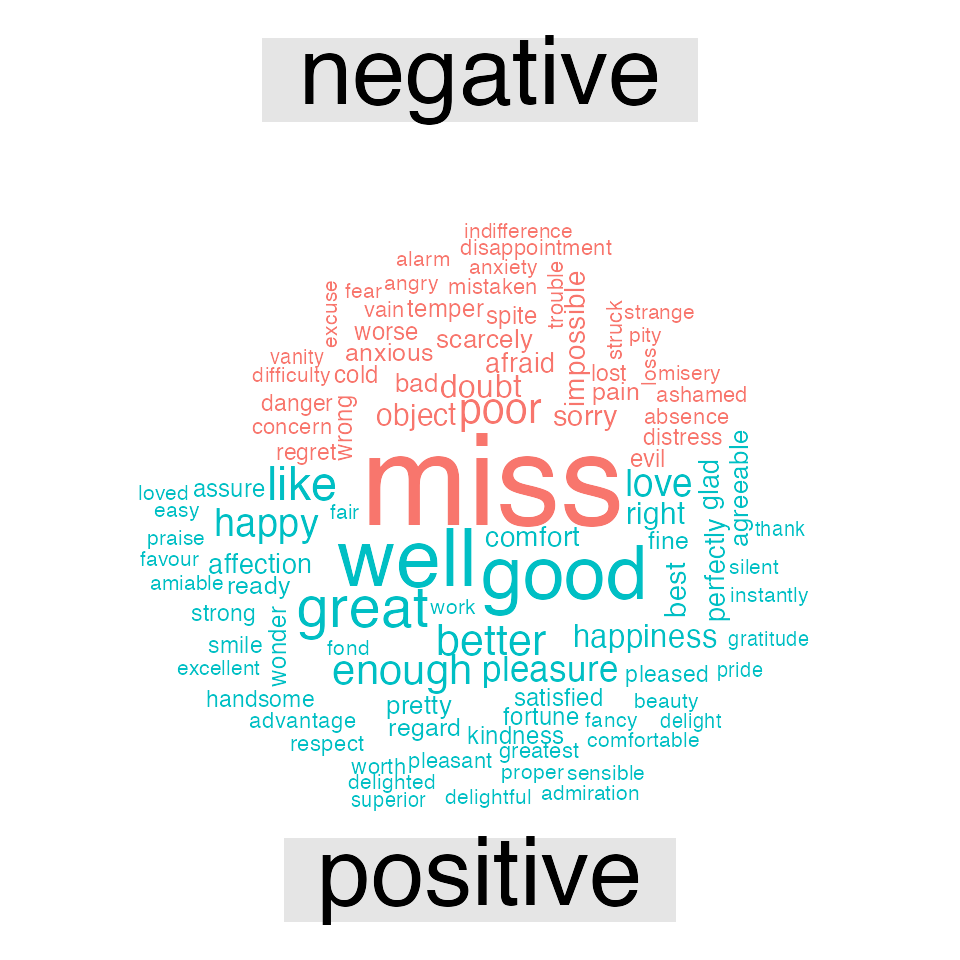 negative
indifference
disappointment
alarm
anxiety
angry
mistaken
trouble
impossible
fear
excuse
vain
temper
spite
struck
strange
worse
scarcely
pity
vanity
anxious
afraid
loss
difficulty
cold
bad
doubt
lost
misery
pain
ashamed
danger
wrong
object
poor
sorry
absence
concern
distress
regret
evil
miss
loved
assure
like
love
glad
agreeable
easy
happy
fair
right
thank
praise
comfort
fine
perfectly
favour
affection
well
good
best
silent
amiable
ready
instantly
strong
great
work
smile
wonder
fond
better
happiness
gratitude
excellent
enough
pleasure
pleased
pride
handsome
pretty
satisfied
beauty
advantage
regard
fortune
fancy
delight
respect
kindness
greatest
comfortable
worth
pleasant
delighted
proper
sensible
superior
delightful
admiration
positive